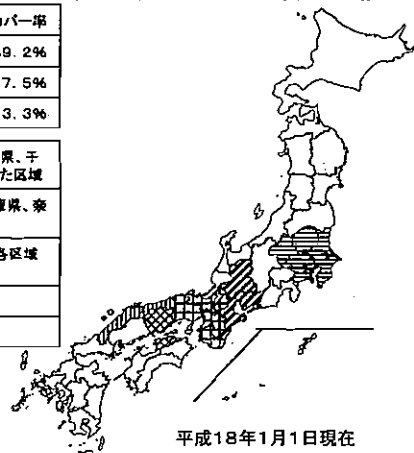 カバー率
9.2%
7.5%
3.3%
県、千
た区域
庫県、奈
各区域
平成18年1月1日現在